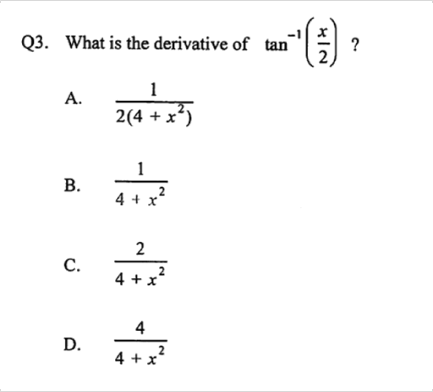 Q3. What is the derivative of tan⁻¹(x/2) ?
A. 1/(2(4 + x²))
B. 1/(4 + x²)
C. 2/(4 + x²)
D. 4/(4 + x²)